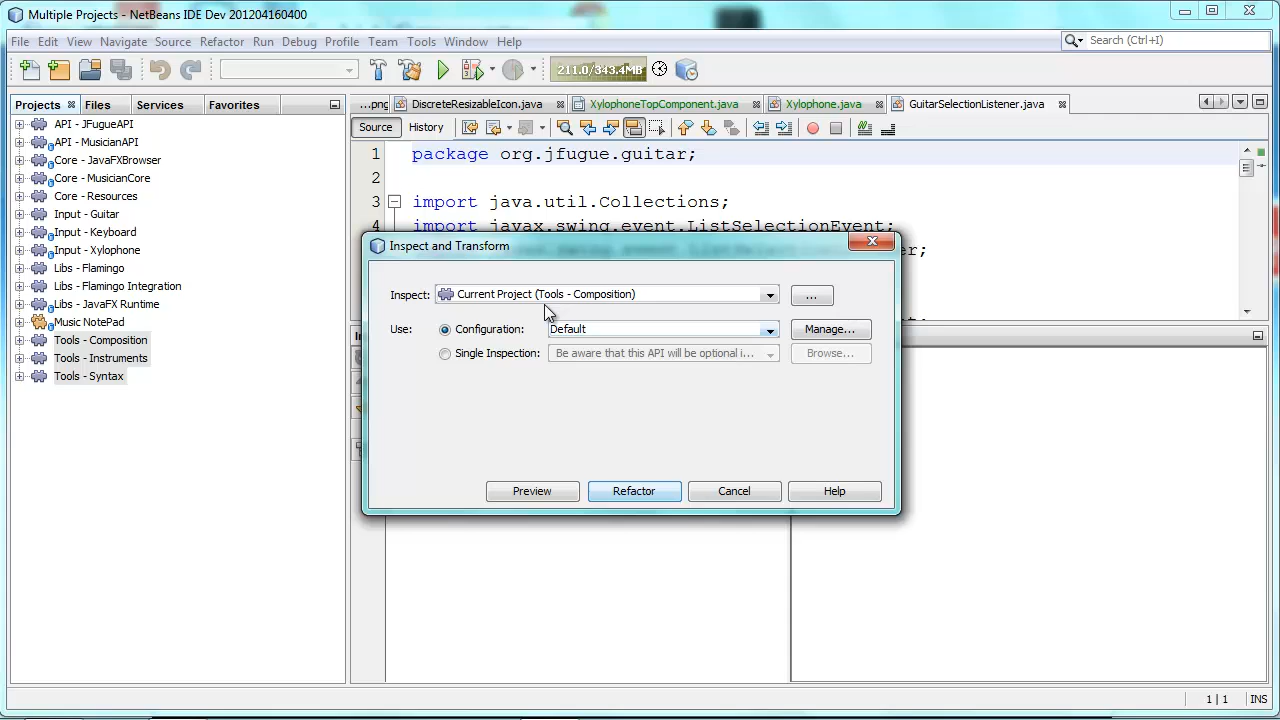 Multiple Projects - NetBeans IDE Dev 201204160400
File Edit View Navigate Source Refactor Run Debug Profile Team Tools Window Help
Search (Ctrl+I)
211.0/343.4MB
Projects Files Services Favorites
...png DiscreteResizableIcon.java XylophoneTopComponent.java Xylophone.java GuitarSelectionListener.java
Source History
API - JFugueAPI
API - MusicianAPI
Core - JavaFXBrowser
Core - MusicianCore
Core - Resources
Input - Guitar
Input - Keyboard
Input - Xylophone
Libs - Flamingo
Libs - Flamingo Integration
Libs - JavaFX Runtime
Music NotePad
Tools - Composition
Tools - Instruments
Tools - Syntax
1 package org.jfugue.guitar;
2
3 import java.util.Collections;
4 import javax.swing.event.ListSelectionEvent;
Inspect and Transform
Inspect: Current Project (Tools - Composition) ...
Use: Configuration: Default Manage...
Single Inspection: Be aware that this API will be optional i... Browse...
Preview Refactor Cancel Help
1 | 1 INS